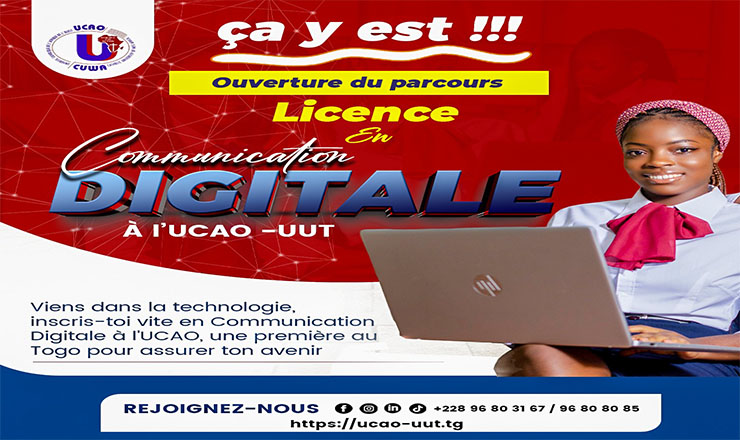 UCAO
U
CUWA
ça y est !!!
Ouverture du parcours
Licence
En
Communication
DIGITALE
À l'UCAO –UUT
hp
Viens dans la technologie,
inscris-toi vite en Communication
Digitale à l'UCAO, une première au
Togo pour assurer ton avenir
REJOIGNEZ-NOUS +228 96 80 31 67 / 96 80 80 85
https://ucao-uut.tg